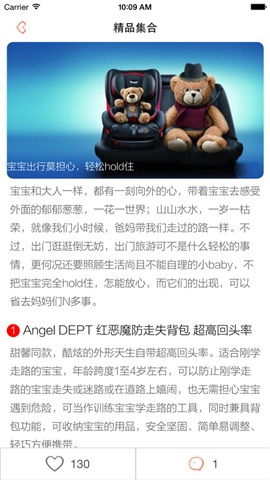 Carrier 10:09 AM
精品集合
宝宝出行莫担心，轻松hold住
宝宝和大人一样，都有一刻向外的心，带着宝宝去感受
外面的郁郁葱葱，一花一世界；山山水水，一岁一枯
荣，就像我们小时候，爸妈带我们走过的路一样。不
过，出门逛逛倒无妨，出门旅游可不是什么轻松的事
情，更何况还要照顾生活尚且不能自理的小baby，不
把宝宝完全hold住，怎能放心，而它们的出现，可以
省去妈妈们N多事。
1 Angel DEPT 红恶魔防走失背包 超高回头率
甜馨同款，酷炫的外形天生自带超高回头率。适合刚学
走路的宝宝，年龄跨度1至4岁左右，可以防止刚学走
路的宝宝走失或迷路或在道路上嬉闹，也无需担心宝宝
遇到危险，可当作训练宝宝学走路的工具，同时兼具背
包功能，可收纳宝宝的用品，安全坚固、简单易调整、
轻巧方便携带。
130 1